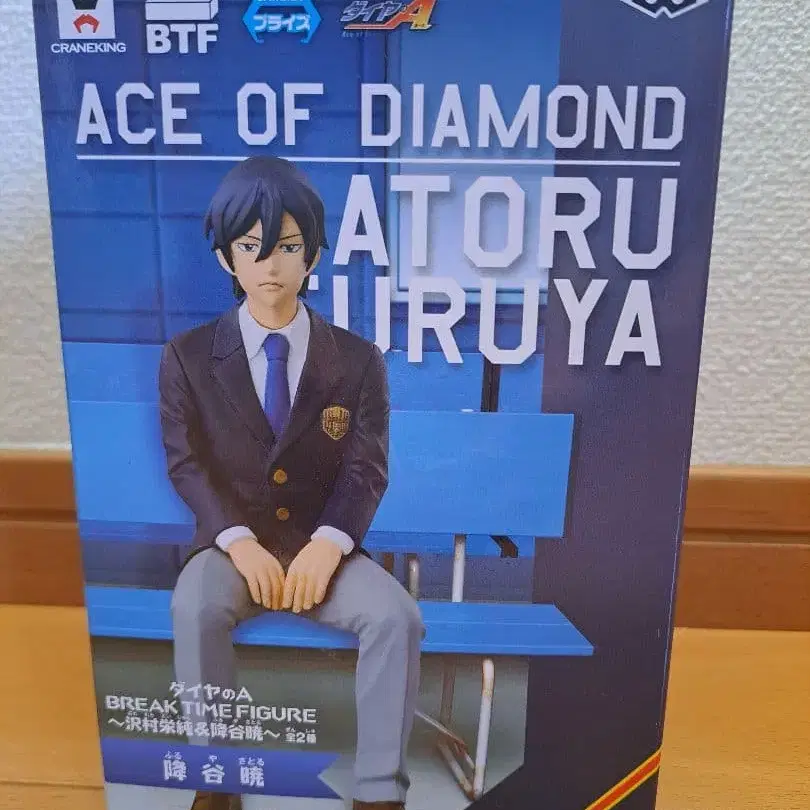 CRANEKING
BTF
プライズ
ダイヤのA
ACE OF DIAMOND
ATORU
URUYA
ダイヤのA
BREAK TIME FIGURE
～沢村栄純&降谷暁～ 全2種
ふるや さとる
降谷 暁